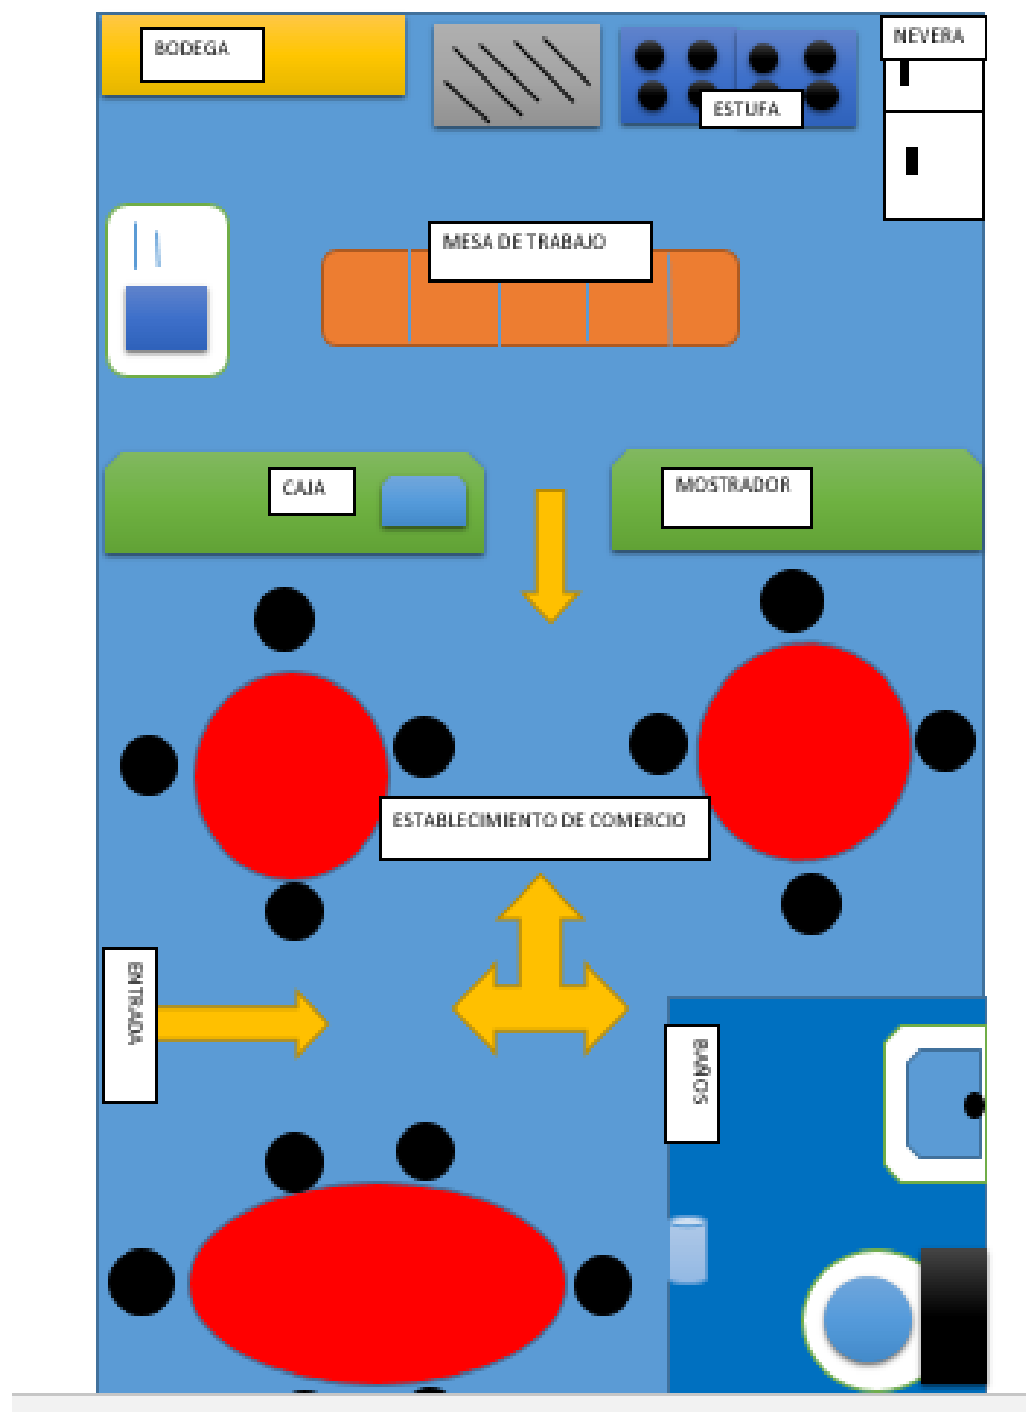 BODEGA
NEVERA
ESTUFA
MESA DE TRABAJO
CAJA
MOSTRADOR
ESTABLECIMIENTO DE COMERCIO
ENTRADA
BAÑOS